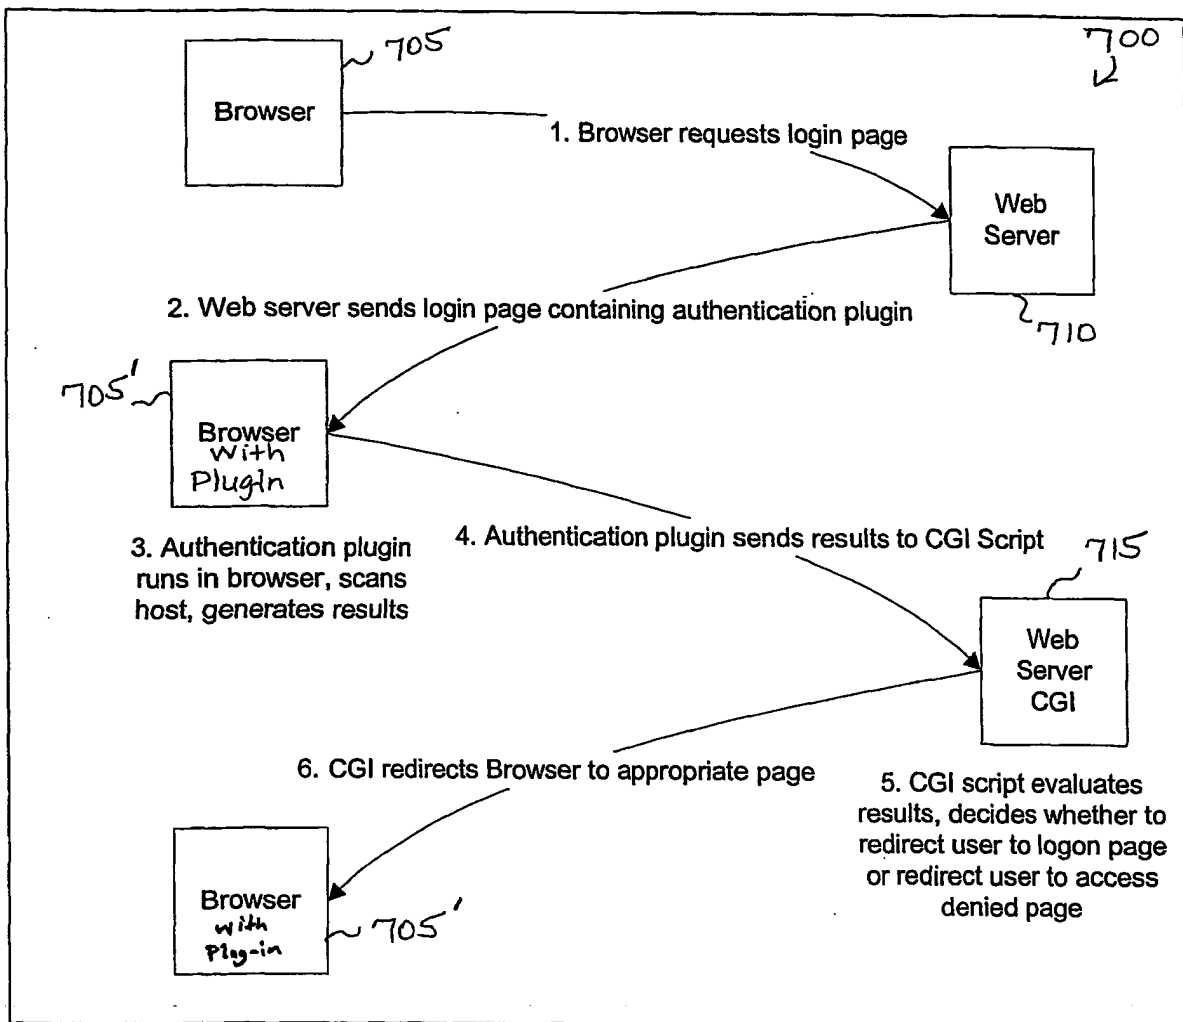 700
705
Browser
1. Browser requests login page
Web
Server
710
2. Web server sends login page containing authentication plugin
705'
Browser
With
PlugIn
3. Authentication plugin
runs in browser, scans
host, generates results
4. Authentication plugin sends results to CGI Script
715
Web
Server
CGI
5. CGI script evaluates
results, decides whether to
redirect user to logon page
or redirect user to access
denied page
6. CGI redirects Browser to appropriate page
Browser
with
Plug-in
705'